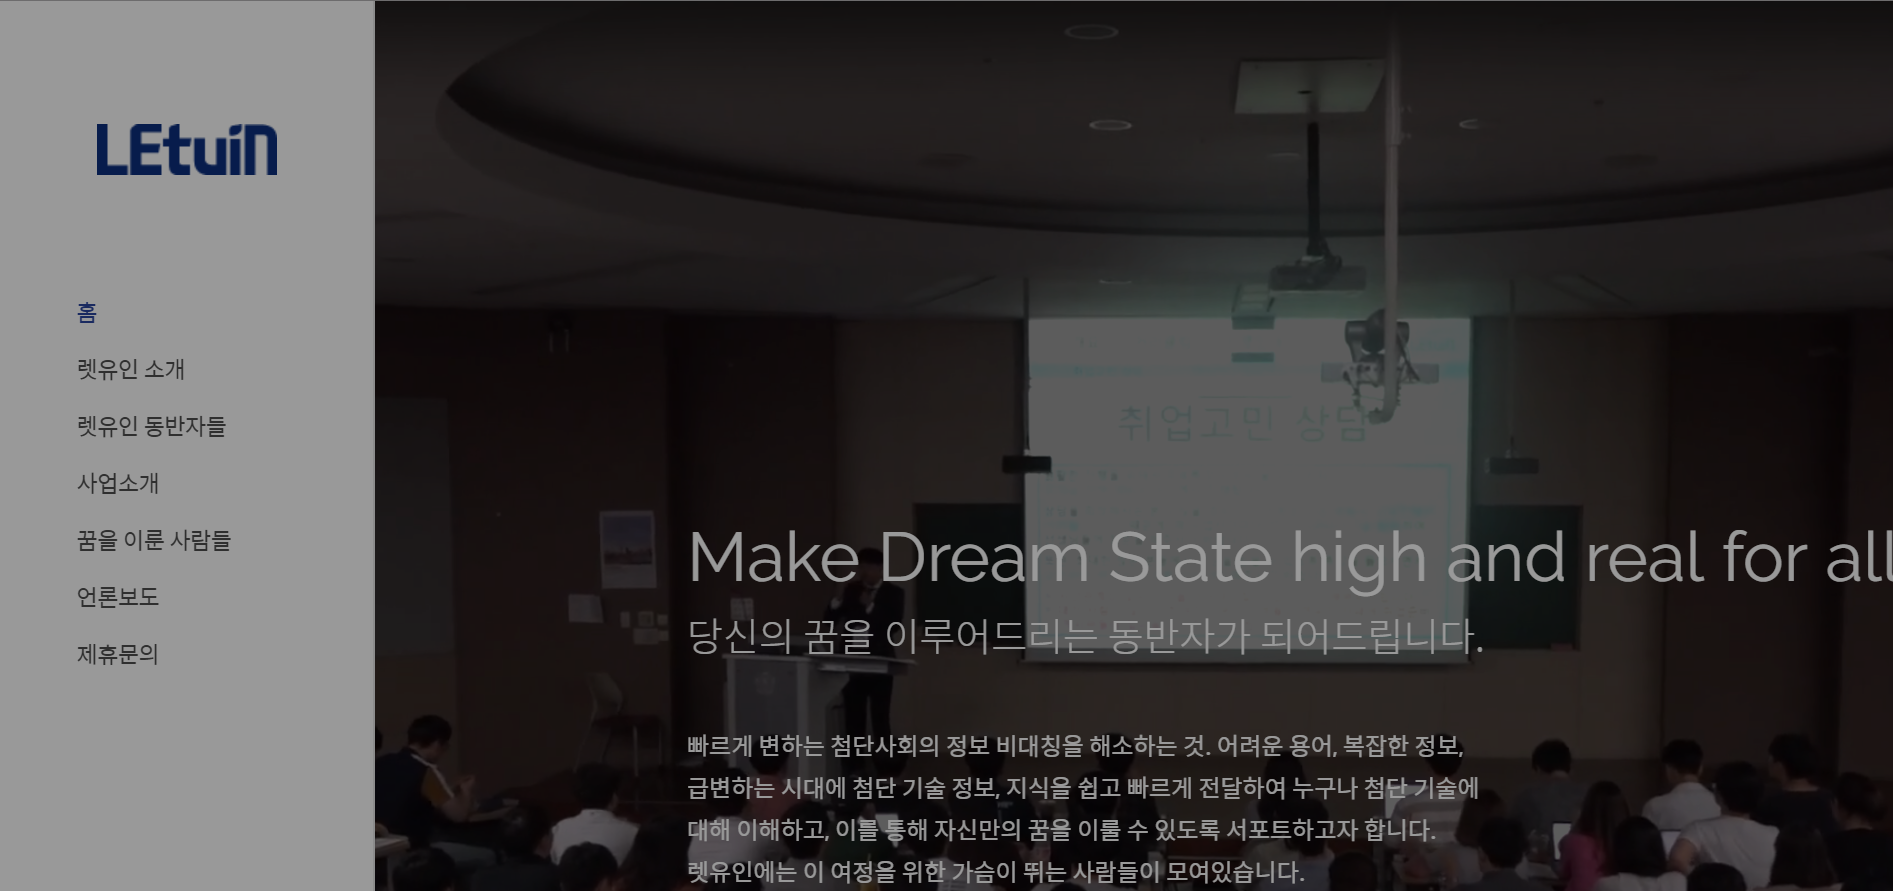 LEtuiN
홈
렛유인 소개
렛유인 동반자들
사업소개
꿈을 이룬 사람들
언론보도
제휴문의
취업고민 상담
Make Dream State high and real for all
당신의 꿈을 이루어드리는 동반자가 되어드립니다.
빠르게 변하는 첨단사회의 정보 비대칭을 해소하는 것. 어려운 용어, 복잡한 정보,
급변하는 시대에 첨단 기술 정보, 지식을 쉽고 빠르게 전달하여 누구나 첨단 기술에
대해 이해하고, 이를 통해 자신만의 꿈을 이룰 수 있도록 서포트하고자 합니다.
렛유인에는 이 여정을 위한 가슴이 뛰는 사람들이 모여있습니다.